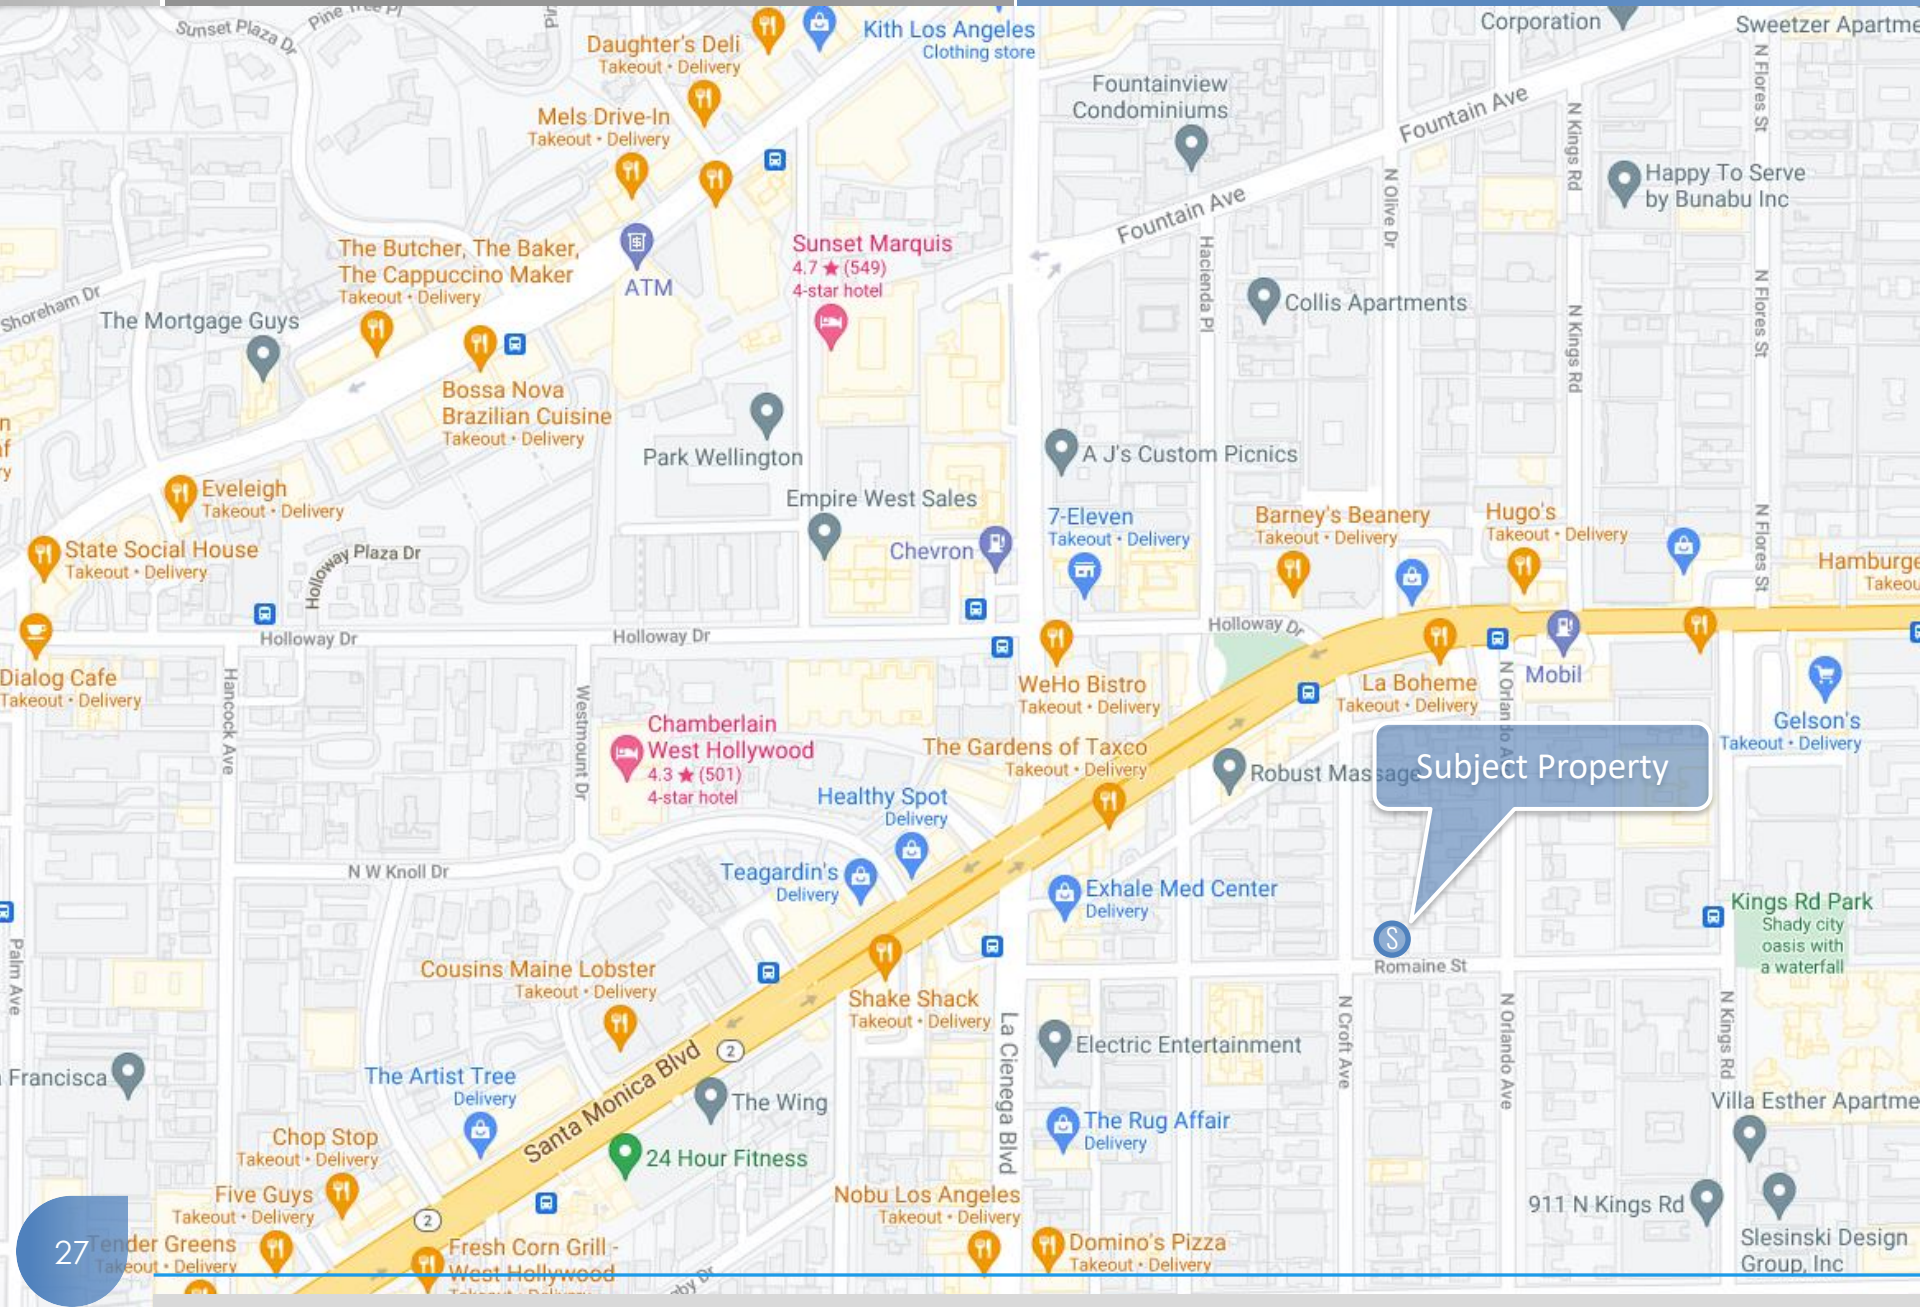 Sunset Plaza Dr
Pine Tree Pl
Daughter's Deli
Takeout • Delivery
Kith Los Angeles
Clothing store
Corporation
Sweetzer Apartme
Mels Drive-In
Takeout • Delivery
Fountainview
Condominiums
Fountain Ave
N Kings Rd
N Flores St
Happy To Serve
by Bunabu Inc
Fountain Ave
N Olive Dr
Hacienda Pl
The Butcher, The Baker,
The Cappuccino Maker
Takeout • Delivery
ATM
Sunset Marquis
4.7 ★ (549)
4-star hotel
Collis Apartments
N Kings Rd
N Flores St
Shoreham Dr
The Mortgage Guys
Bossa Nova
Brazilian Cuisine
Takeout • Delivery
Park Wellington
A J's Custom Picnics
Eveleigh
Takeout • Delivery
Empire West Sales
7-Eleven
Takeout • Delivery
Barney's Beanery
Takeout • Delivery
Hugo's
Takeout • Delivery
N Flores St
State Social House
Takeout • Delivery
Holloway Plaza Dr
Chevron
Hamburge
Takeou
Holloway Dr
Holloway Dr
Holloway Dr
Dialog Cafe
Takeout • Delivery
Hancock Ave
Westmount Dr
WeHo Bistro
Takeout • Delivery
La Boheme
Takeout • Delivery
N Orlando A
Mobil
Gelson's
Takeout • Delivery
Chamberlain
West Hollywood
4.3 ★ (501)
4-star hotel
The Gardens of Taxco
Takeout • Delivery
Robust Massage
Subject Property
Healthy Spot
Delivery
N W Knoll Dr
Teagardin's
Delivery
Exhale Med Center
Delivery
Kings Rd Park
Shady city
oasis with
a waterfall
S
Romaine St
Palm Ave
Cousins Maine Lobster
Takeout • Delivery
Shake Shack
Takeout • Delivery
La Cienega Blvd
N Croft Ave
N Orlando Ave
N Kings Rd
Electric Entertainment
Santa Monica Blvd
2
Francisca
The Artist Tree
Delivery
The Wing
Villa Esther Apartme
The Rug Affair
Delivery
Chop Stop
Takeout • Delivery
24 Hour Fitness
Five Guys
Takeout • Delivery
2
Nobu Los Angeles
Takeout • Delivery
911 N Kings Rd
27
Tender Greens
Takeout • Delivery
Fresh Corn Grill -
West Hollywood
Domino's Pizza
Takeout • Delivery
Slesinski Design
Group, Inc